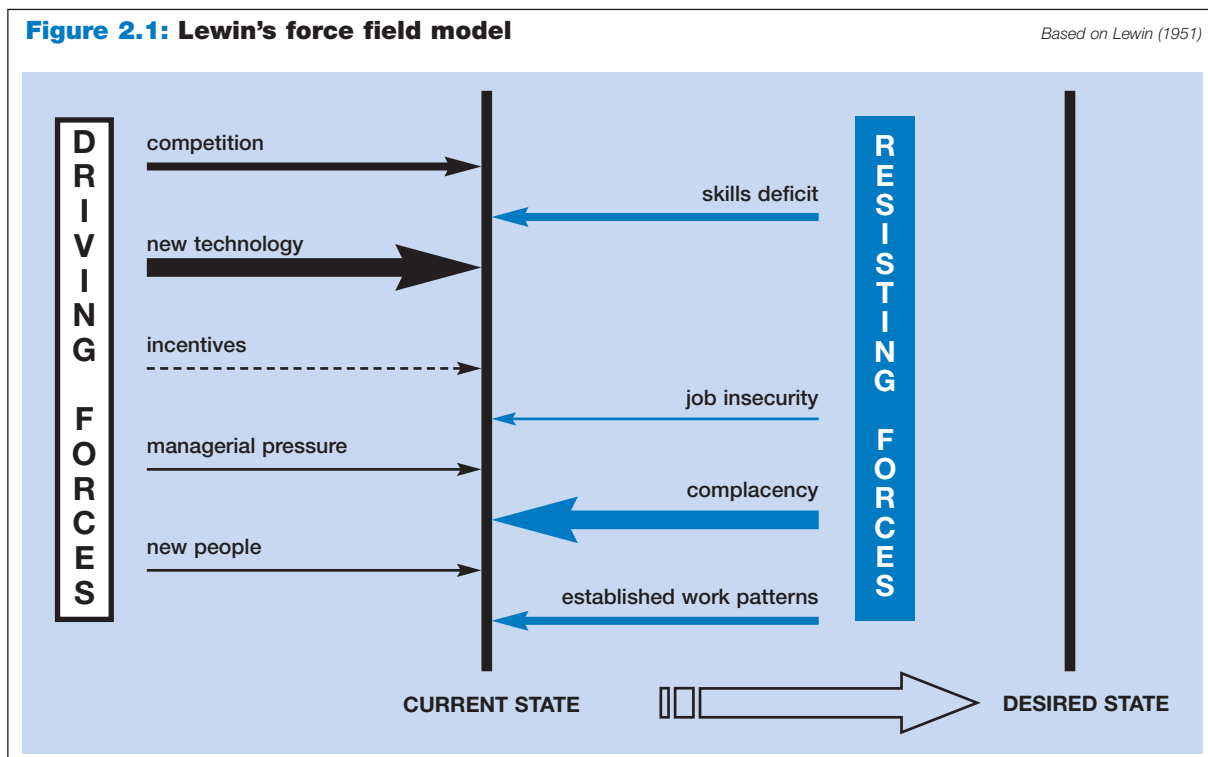 Figure 2.1: Lewin's force field model
Based on Lewin (1951)
DRIVING FORCES
competition
new technology
incentives
managerial pressure
new people
skills deficit
job insecurity
complacency
established work patterns
RESISTING FORCES
CURRENT STATE
DESIRED STATE